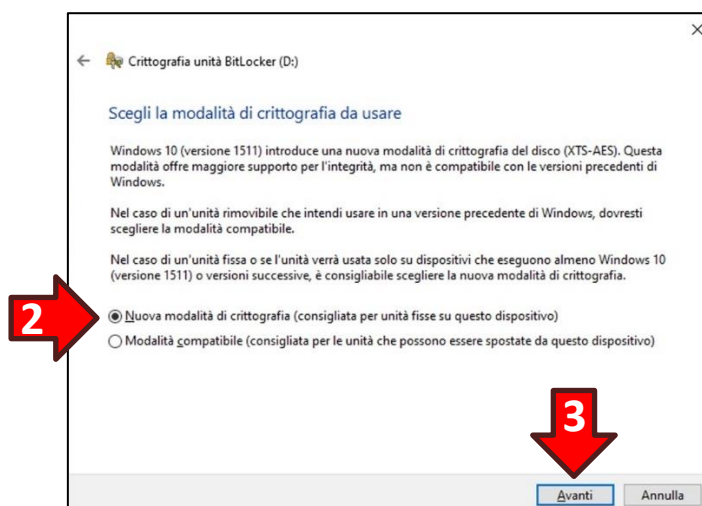 Crittografia unità BitLocker (D:)
Scegli la modalità di crittografia da usare
Windows 10 (versione 1511) introduce una nuova modalità di crittografia del disco (XTS-AES). Questa
modalità offre maggiore supporto per l'integrità, ma non è compatibile con le versioni precedenti di
Windows.
Nel caso di un'unità rimovibile che intendi usare in una versione precedente di Windows, dovresti
scegliere la modalità compatibile.
Nel caso di un'unità fissa o se l'unità verrà usata solo su dispositivi che eseguono almeno Windows 10
(versione 1511) o versioni successive, è consigliabile scegliere la nuova modalità di crittografia.
2
Nuova modalità di crittografia (consigliata per unità fisse su questo dispositivo)
Modalità compatibile (consigliata per le unità che possono essere spostate da questo dispositivo)
3
Avanti Annulla